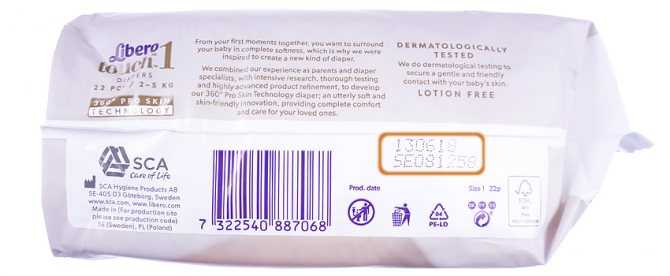 Libero
touch 1
DIAPERS
22 PCS / 2-5 KG
360° PRO SKIN
TECHNOLOGY
From your first moments together, you want to surround
your baby in complete softness, which is why we were
inspired to create a new kind of diaper.
We combined our experience as parents and diaper
specialists, with intensive research, thorough testing
and highly advanced product refinement, to develop
our 360° Pro Skin Technology diaper; an utterly soft and
skin-friendly innovation, providing complete comfort
and care for your loved ones.
DERMATOLOGICALLY
TESTED
We do dermatological testing to
secure a gentle and friendly
contact with your baby's skin.
LOTION FREE
130618
SE081258
SCA
care of life
SCA Hygiene Products AB
SE-405 03 Göteborg, Sweden
www.sca.com, www.libero.com
Made in (For production site
please see production code)
SE (Sweden), PL (Poland)
7 322540 887068
Prod. date
Size 1 22p
04
PE-LD
FSC